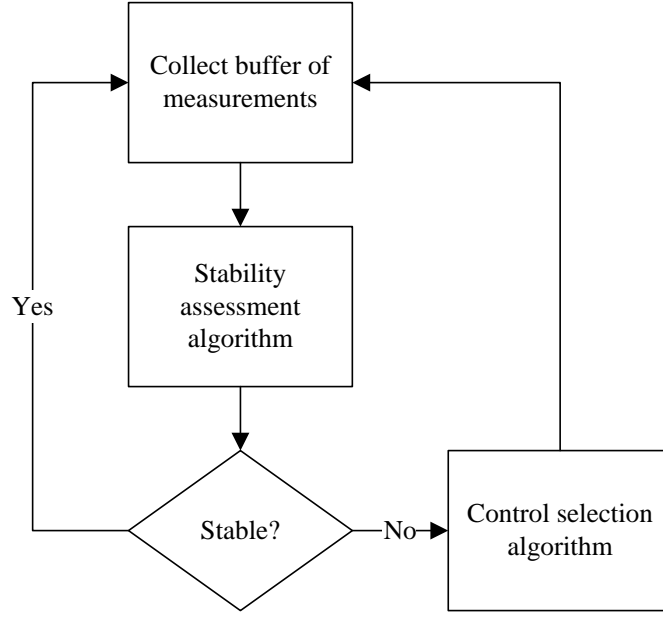 Collect buffer of
measurements
Stability
assessment
algorithm
Yes
Stable?
No
Control selection
algorithm